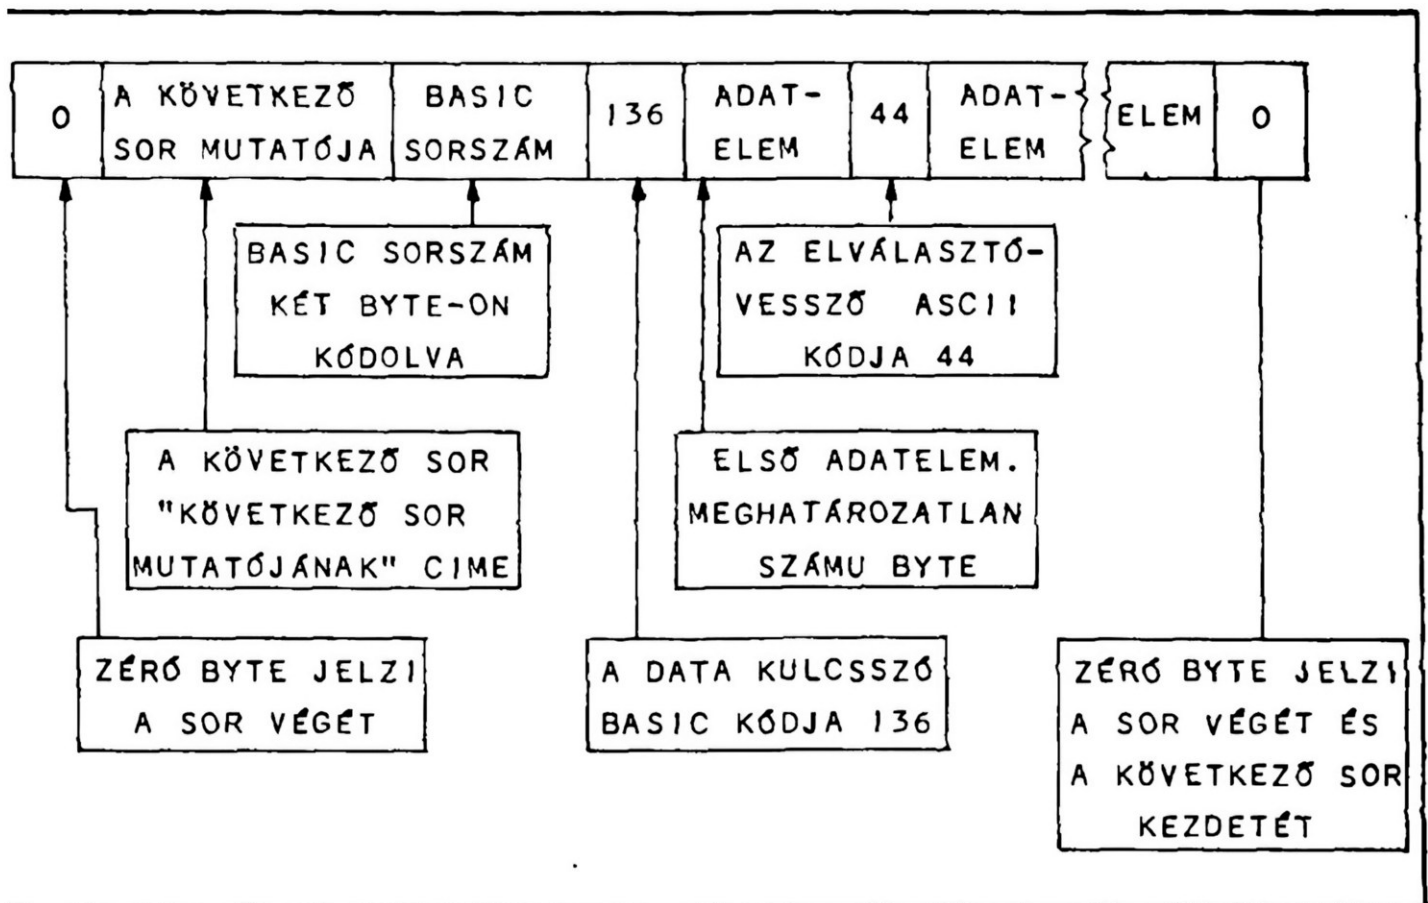 0
A KÖVETKEZŐ
SOR MUTATÓJA
BASIC
SORSZÁM
136
ADAT-
ELEM
44
ADAT-
ELEM
ELEM
0
BASIC SORSZÁM
KÉT BYTE-ON
KÓDOLVA
AZ ELVÁLASZTÓ-
VESSZŐ ASCII
KÓDJA 44
A KÖVETKEZŐ SOR
"KÖVETKEZŐ SOR
MUTATÓJÁNAK" CIME
ELSŐ ADATELEM.
MEGHATÁROZATLAN
SZÁMU BYTE
ZÉRÓ BYTE JELZI
A SOR VÉGÉT
A DATA KULCSSZÓ
BASIC KÓDJA 136
ZÉRÓ BYTE JELZI
A SOR VÉGÉT ÉS
A KÖVETKEZŐ SOR
KEZDETÉT